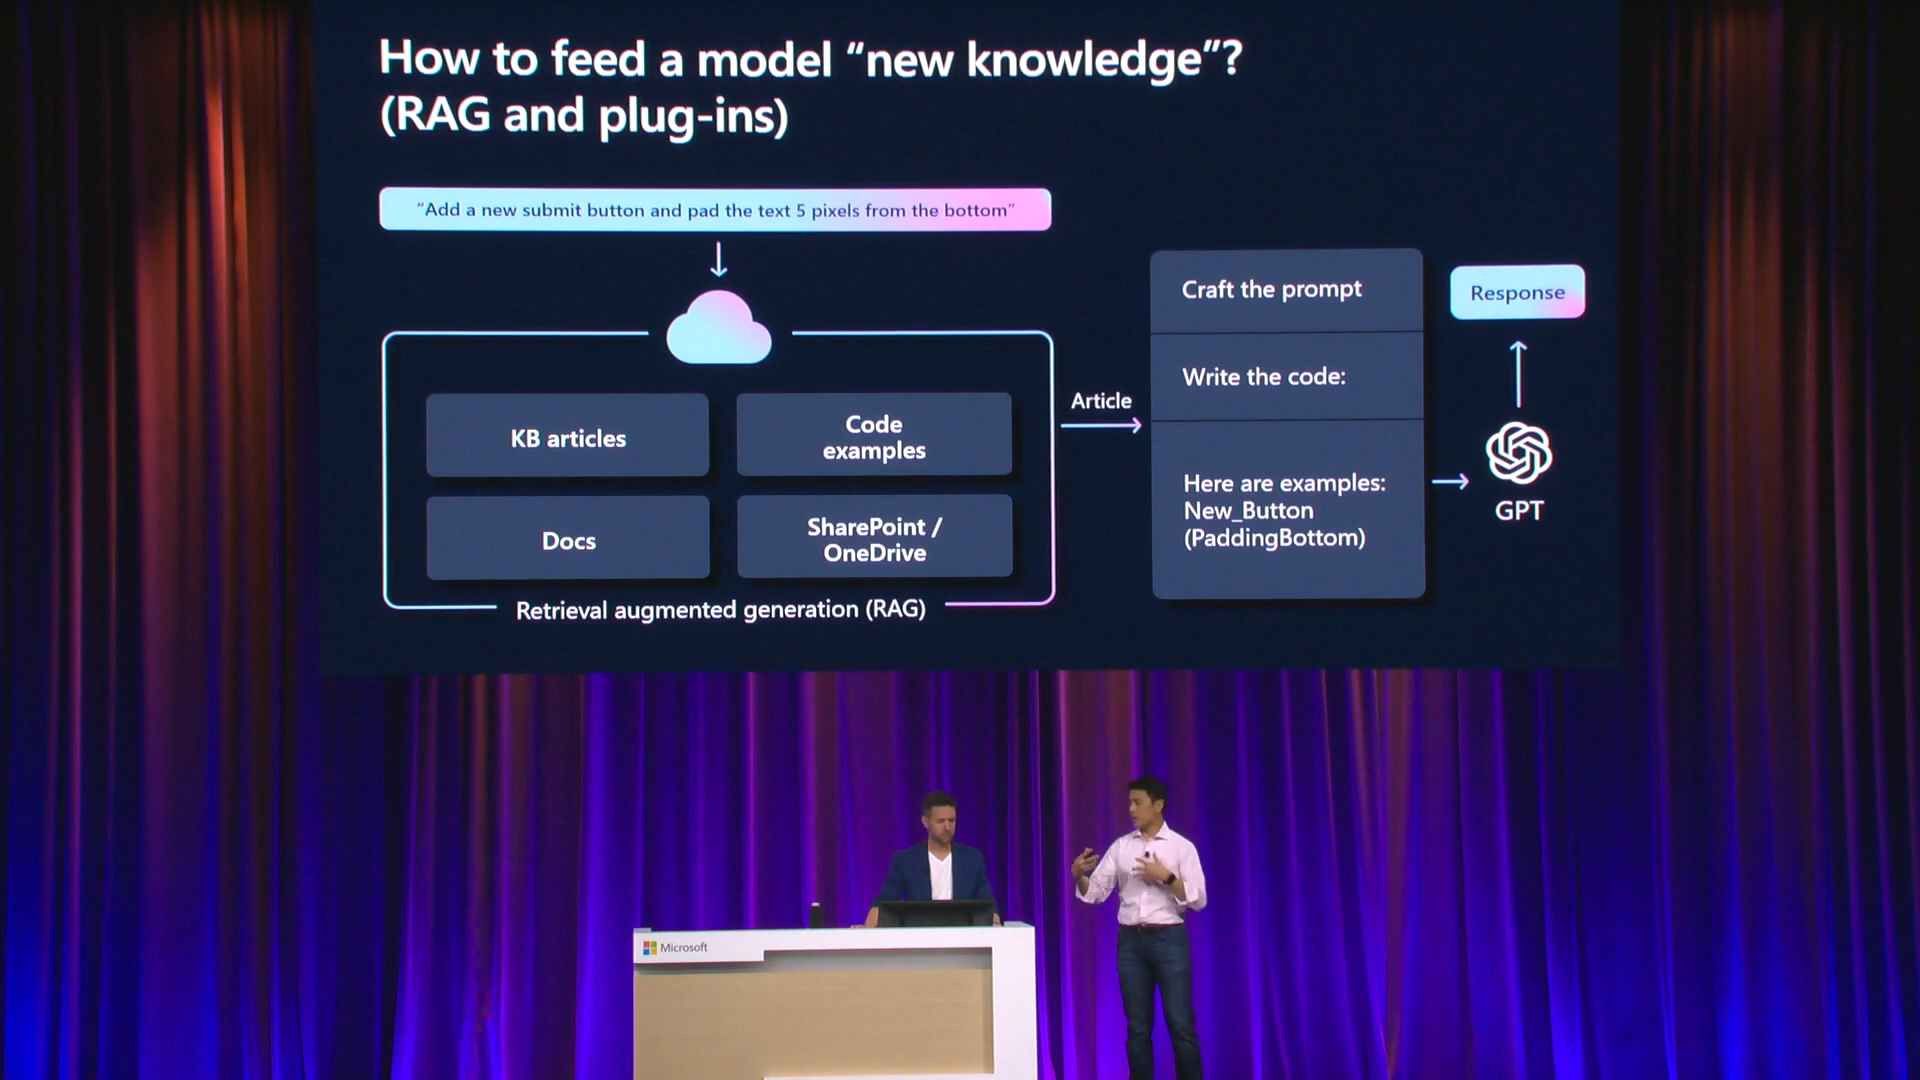 How to feed a model “new knowledge”?
(RAG and plug-ins)
“Add a new submit button and pad the text 5 pixels from the bottom”
KB articles
Code
examples
Docs
SharePoint /
OneDrive
Retrieval augmented generation (RAG)
Article
Craft the prompt
Write the code:
Here are examples:
New_Button
(PaddingBottom)
Response
GPT
Microsoft